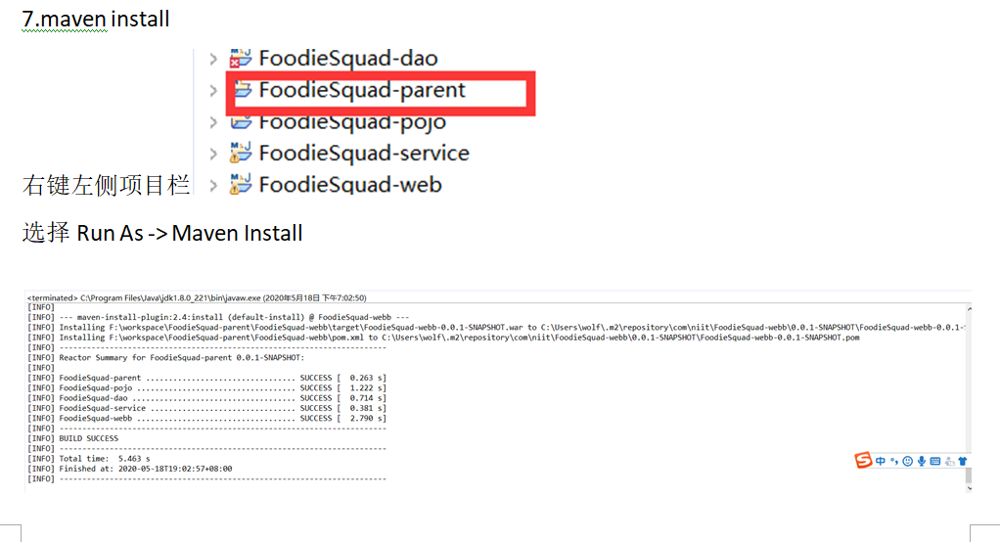 7.maven install
FoodieSquad-dao
FoodieSquad-parent
FoodieSquad-pojo
FoodieSquad-service
右键左侧项目栏 FoodieSquad-web
选择 Run As -> Maven Install
<terminated> C:\Program Files\Java\jdk1.8.0_221\bin\javaw.exe (2020年5月18日 下午7:02:50)
[INFO]
[INFO] --- maven-install-plugin:2.4:install (default-install) @ FoodieSquad-webb ---
[INFO] Installing F:\workspace\FoodieSquad-parent\FoodieSquad-webb\target\FoodieSquad-webb-0.0.1-SNAPSHOT.war to C:\Users\wolf\.m2\repository\com\niit\FoodieSquad-webb\0.0.1-SNAPSHOT\FoodieSquad-webb-0.0.1-
[INFO] Installing F:\workspace\FoodieSquad-parent\FoodieSquad-webb\pom.xml to C:\Users\wolf\.m2\repository\com\niit\FoodieSquad-webb\0.0.1-SNAPSHOT\FoodieSquad-webb-0.0.1-SNAPSHOT.pom
[INFO] ------------------------------------------------------------------------
[INFO] Reactor Summary for FoodieSquad-parent 0.0.1-SNAPSHOT:
[INFO]
[INFO] FoodieSquad-parent ................................. SUCCESS [  0.263 s]
[INFO] FoodieSquad-pojo ................................... SUCCESS [  1.222 s]
[INFO] FoodieSquad-dao .................................... SUCCESS [  0.714 s]
[INFO] FoodieSquad-service ................................ SUCCESS [  0.381 s]
[INFO] FoodieSquad-webb ................................... SUCCESS [  2.790 s]
[INFO] ------------------------------------------------------------------------
[INFO] BUILD SUCCESS
[INFO] ------------------------------------------------------------------------
[INFO] Total time:  5.463 s
[INFO] Finished at: 2020-05-18T19:02:57+08:00
[INFO] ------------------------------------------------------------------------
中